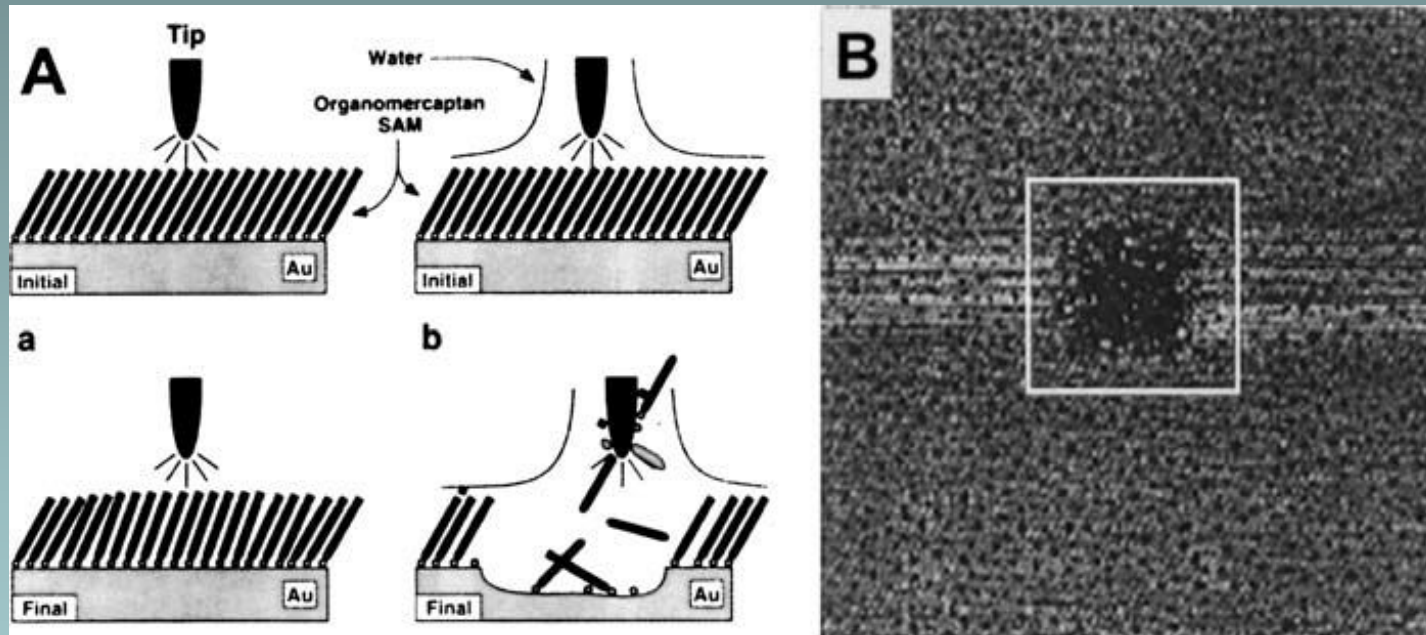 A
Tip
Water
Organomercaptan
SAM
Au
Initial
Au
Initial
a
b
Au
Final
Au
Final
B